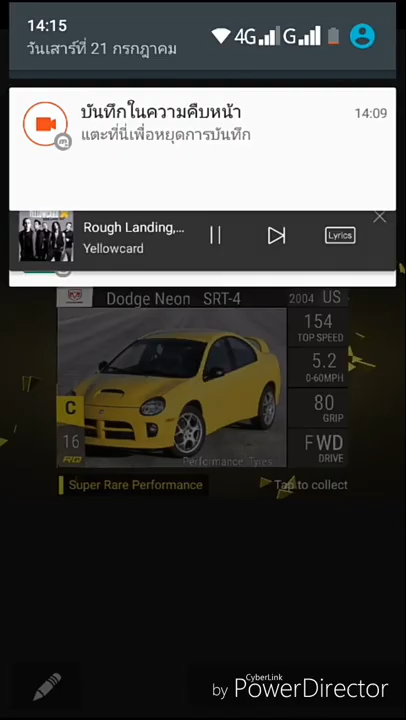 14:15
4G G
วันเสาร์ที่ 21 กรกฎาคม
บันทึกในความคืบหน้า 14:09
แตะที่นี่เพื่อหยุดการบันทึก
Rough Landing,...
Lyrics
Yellowcard
Dodge Neon SRT-4 2004 US
154
TOP SPEED
5.2
0-60MPH
C
80
GRIP
16
FWD
DRIVE
RQ
Performance Tyres
Super Rare Performance
Tap to collect
CyberLink
by PowerDirector